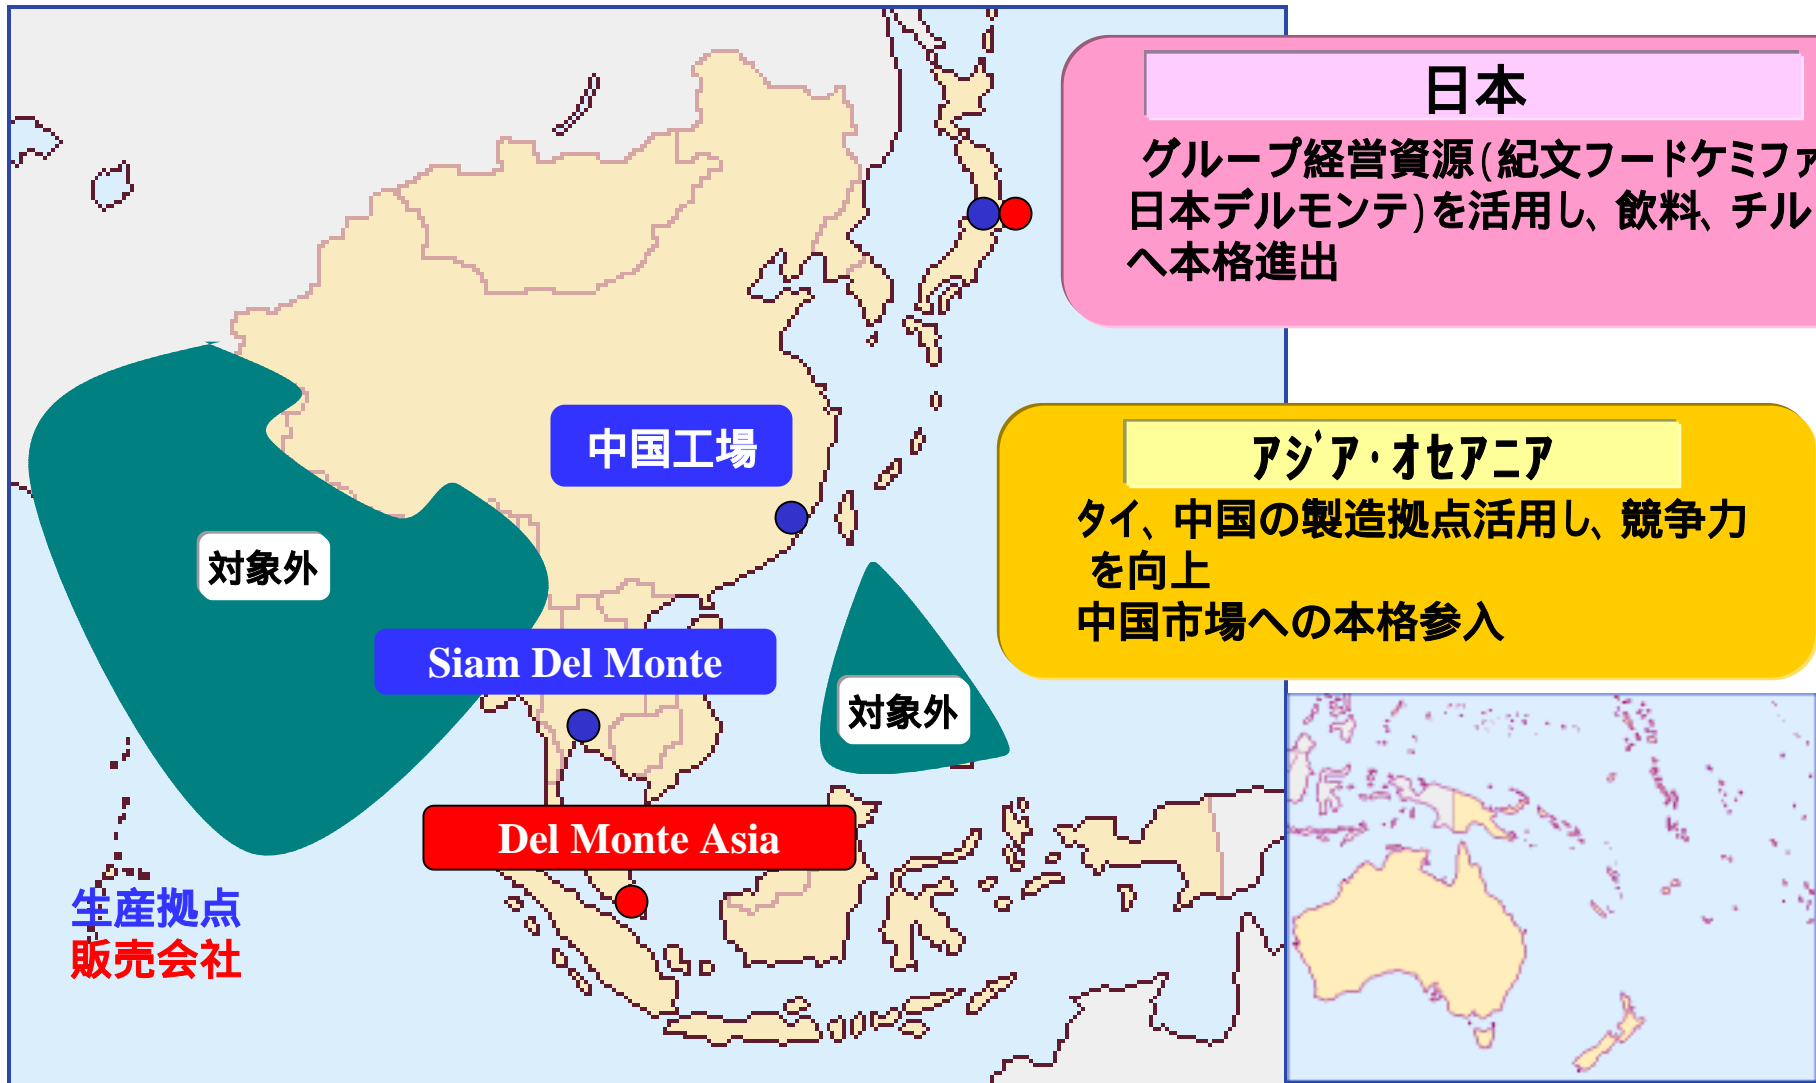 日本
グループ経営資源(紀文フードケミファ
日本デルモンテ)を活用し、飲料、チル
へ本格進出
中国工場
アジア・オセアニア
タイ、中国の製造拠点活用し、競争力
を向上
中国市場への本格参入
対象外
Siam Del Monte
対象外
Del Monte Asia
生産拠点
販売会社